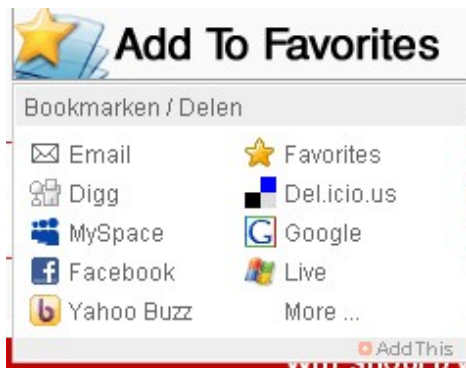 Add To Favorites
Bookmarken / Delen
Email
Favorites
Digg
Del.icio.us
MySpace
Google
Facebook
Live
Yahoo Buzz
More ...
AddThis